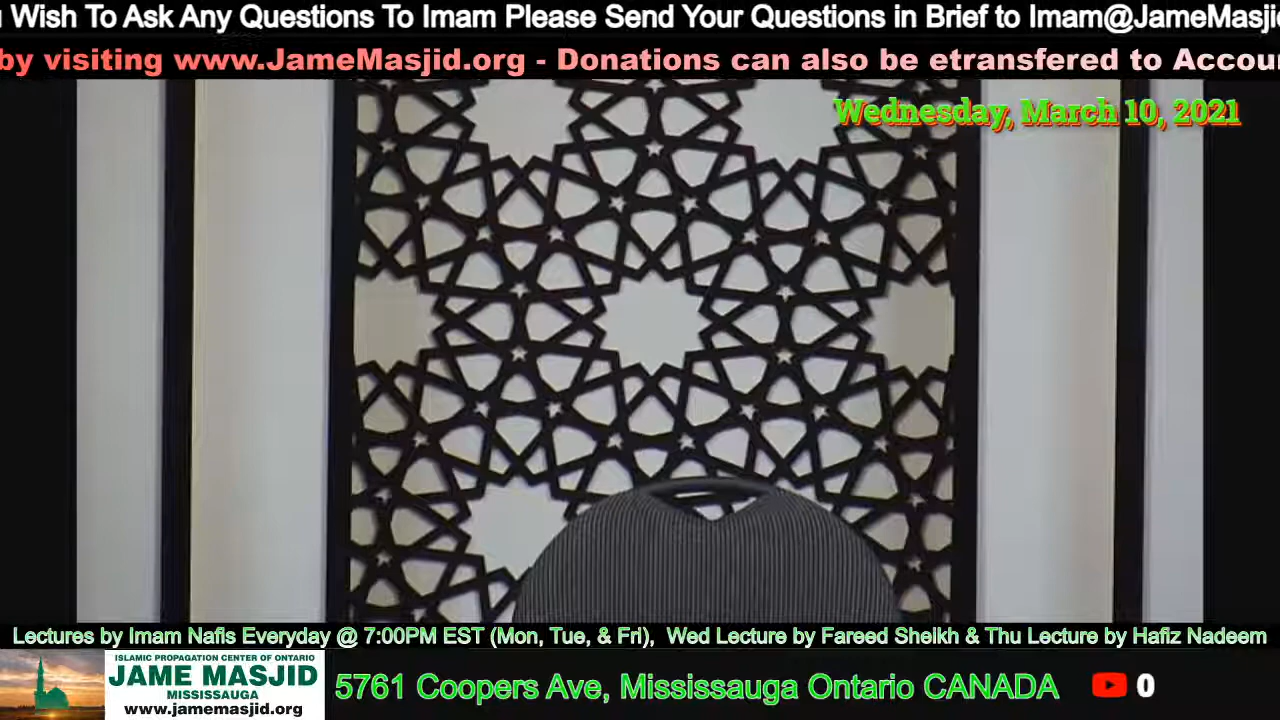 Wish To Ask Any Questions To Imam Please Send Your Questions in Brief to Imam@JameMasjid
by visiting www.JameMasjid.org - Donations can also be etransfered to Accou
Wednesday, March 10, 2021
Lectures by Imam Nafis Everyday @ 7:00PM EST (Mon, Tue, & Fri), Wed Lecture by Fareed Sheikh & Thu Lecture by Hafiz Nadeem
ISLAMIC PROPAGATION CENTER OF ONTARIO
JAME MASJID
MISSISSAUGA
www.jamemasjid.org
5761 Coopers Ave, Mississauga Ontario CANADA
0